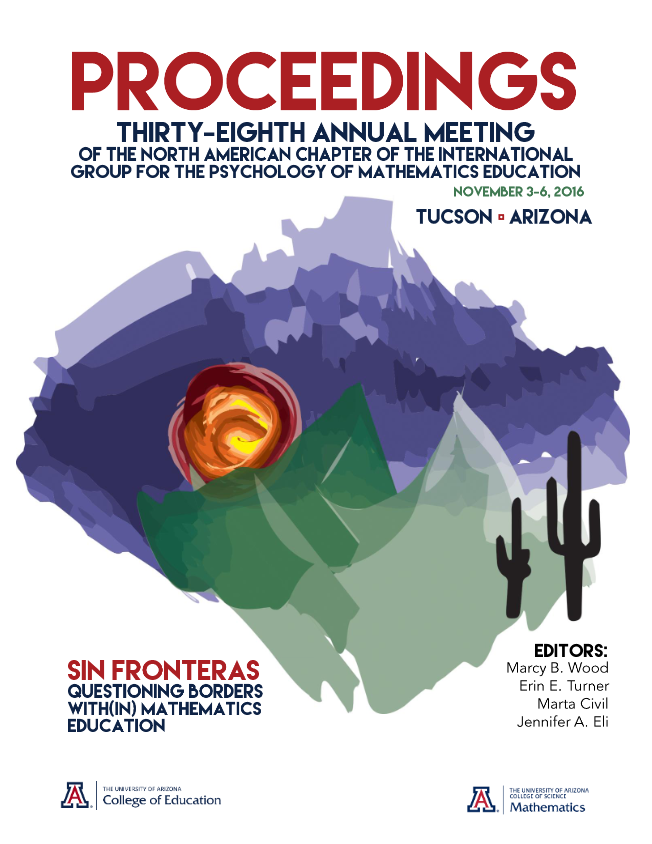 PROCEEDINGS
THIRTY-EIGHTH ANNUAL MEETING
OF THE NORTH AMERICAN CHAPTER OF THE INTERNATIONAL
GROUP FOR THE PSYCHOLOGY OF MATHEMATICS EDUCATION
NOVEMBER 3-6, 2016
TUCSON ▫ ARIZONA
SIN FRONTERAS
QUESTIONING BORDERS
WITH(IN) MATHEMATICS
EDUCATION
EDITORS:
Marcy B. Wood
Erin E. Turner
Marta Civil
Jennifer A. Eli
A
THE UNIVERSITY OF ARIZONA
College of Education
A
THE UNIVERSITY OF ARIZONA
COLLEGE OF SCIENCE
Mathematics